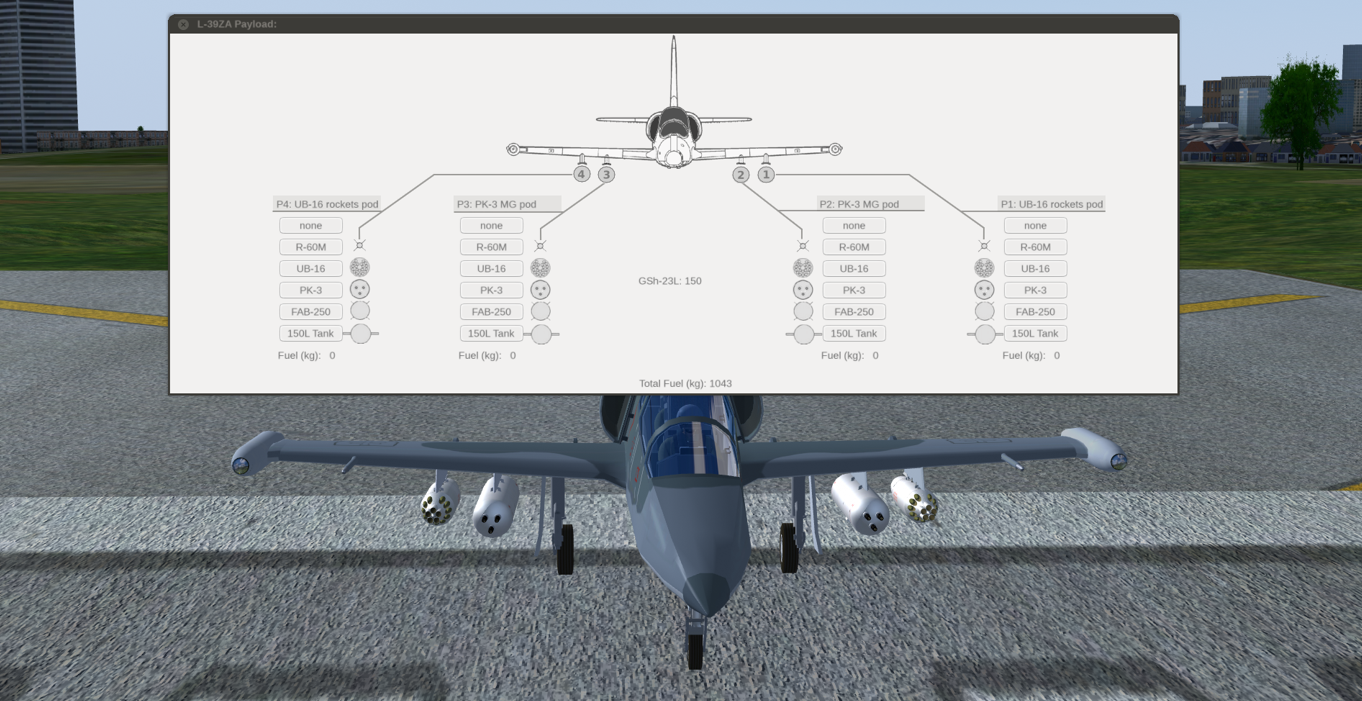 L-39ZA Payload:
4 3 2 1
P4: UB-16 rockets pod P3: PK-3 MG pod P2: PK-3 MG pod P1: UB-16 rockets pod
none none none none
R-60M R-60M R-60M R-60M
UB-16 UB-16 UB-16 UB-16
GSh-23L: 150
PK-3 PK-3 PK-3 PK-3
FAB-250 FAB-250 FAB-250 FAB-250
150L Tank 150L Tank 150L Tank 150L Tank
Fuel (kg): 0 Fuel (kg): 0 Fuel (kg): 0 Fuel (kg): 0
Total Fuel (kg): 1043